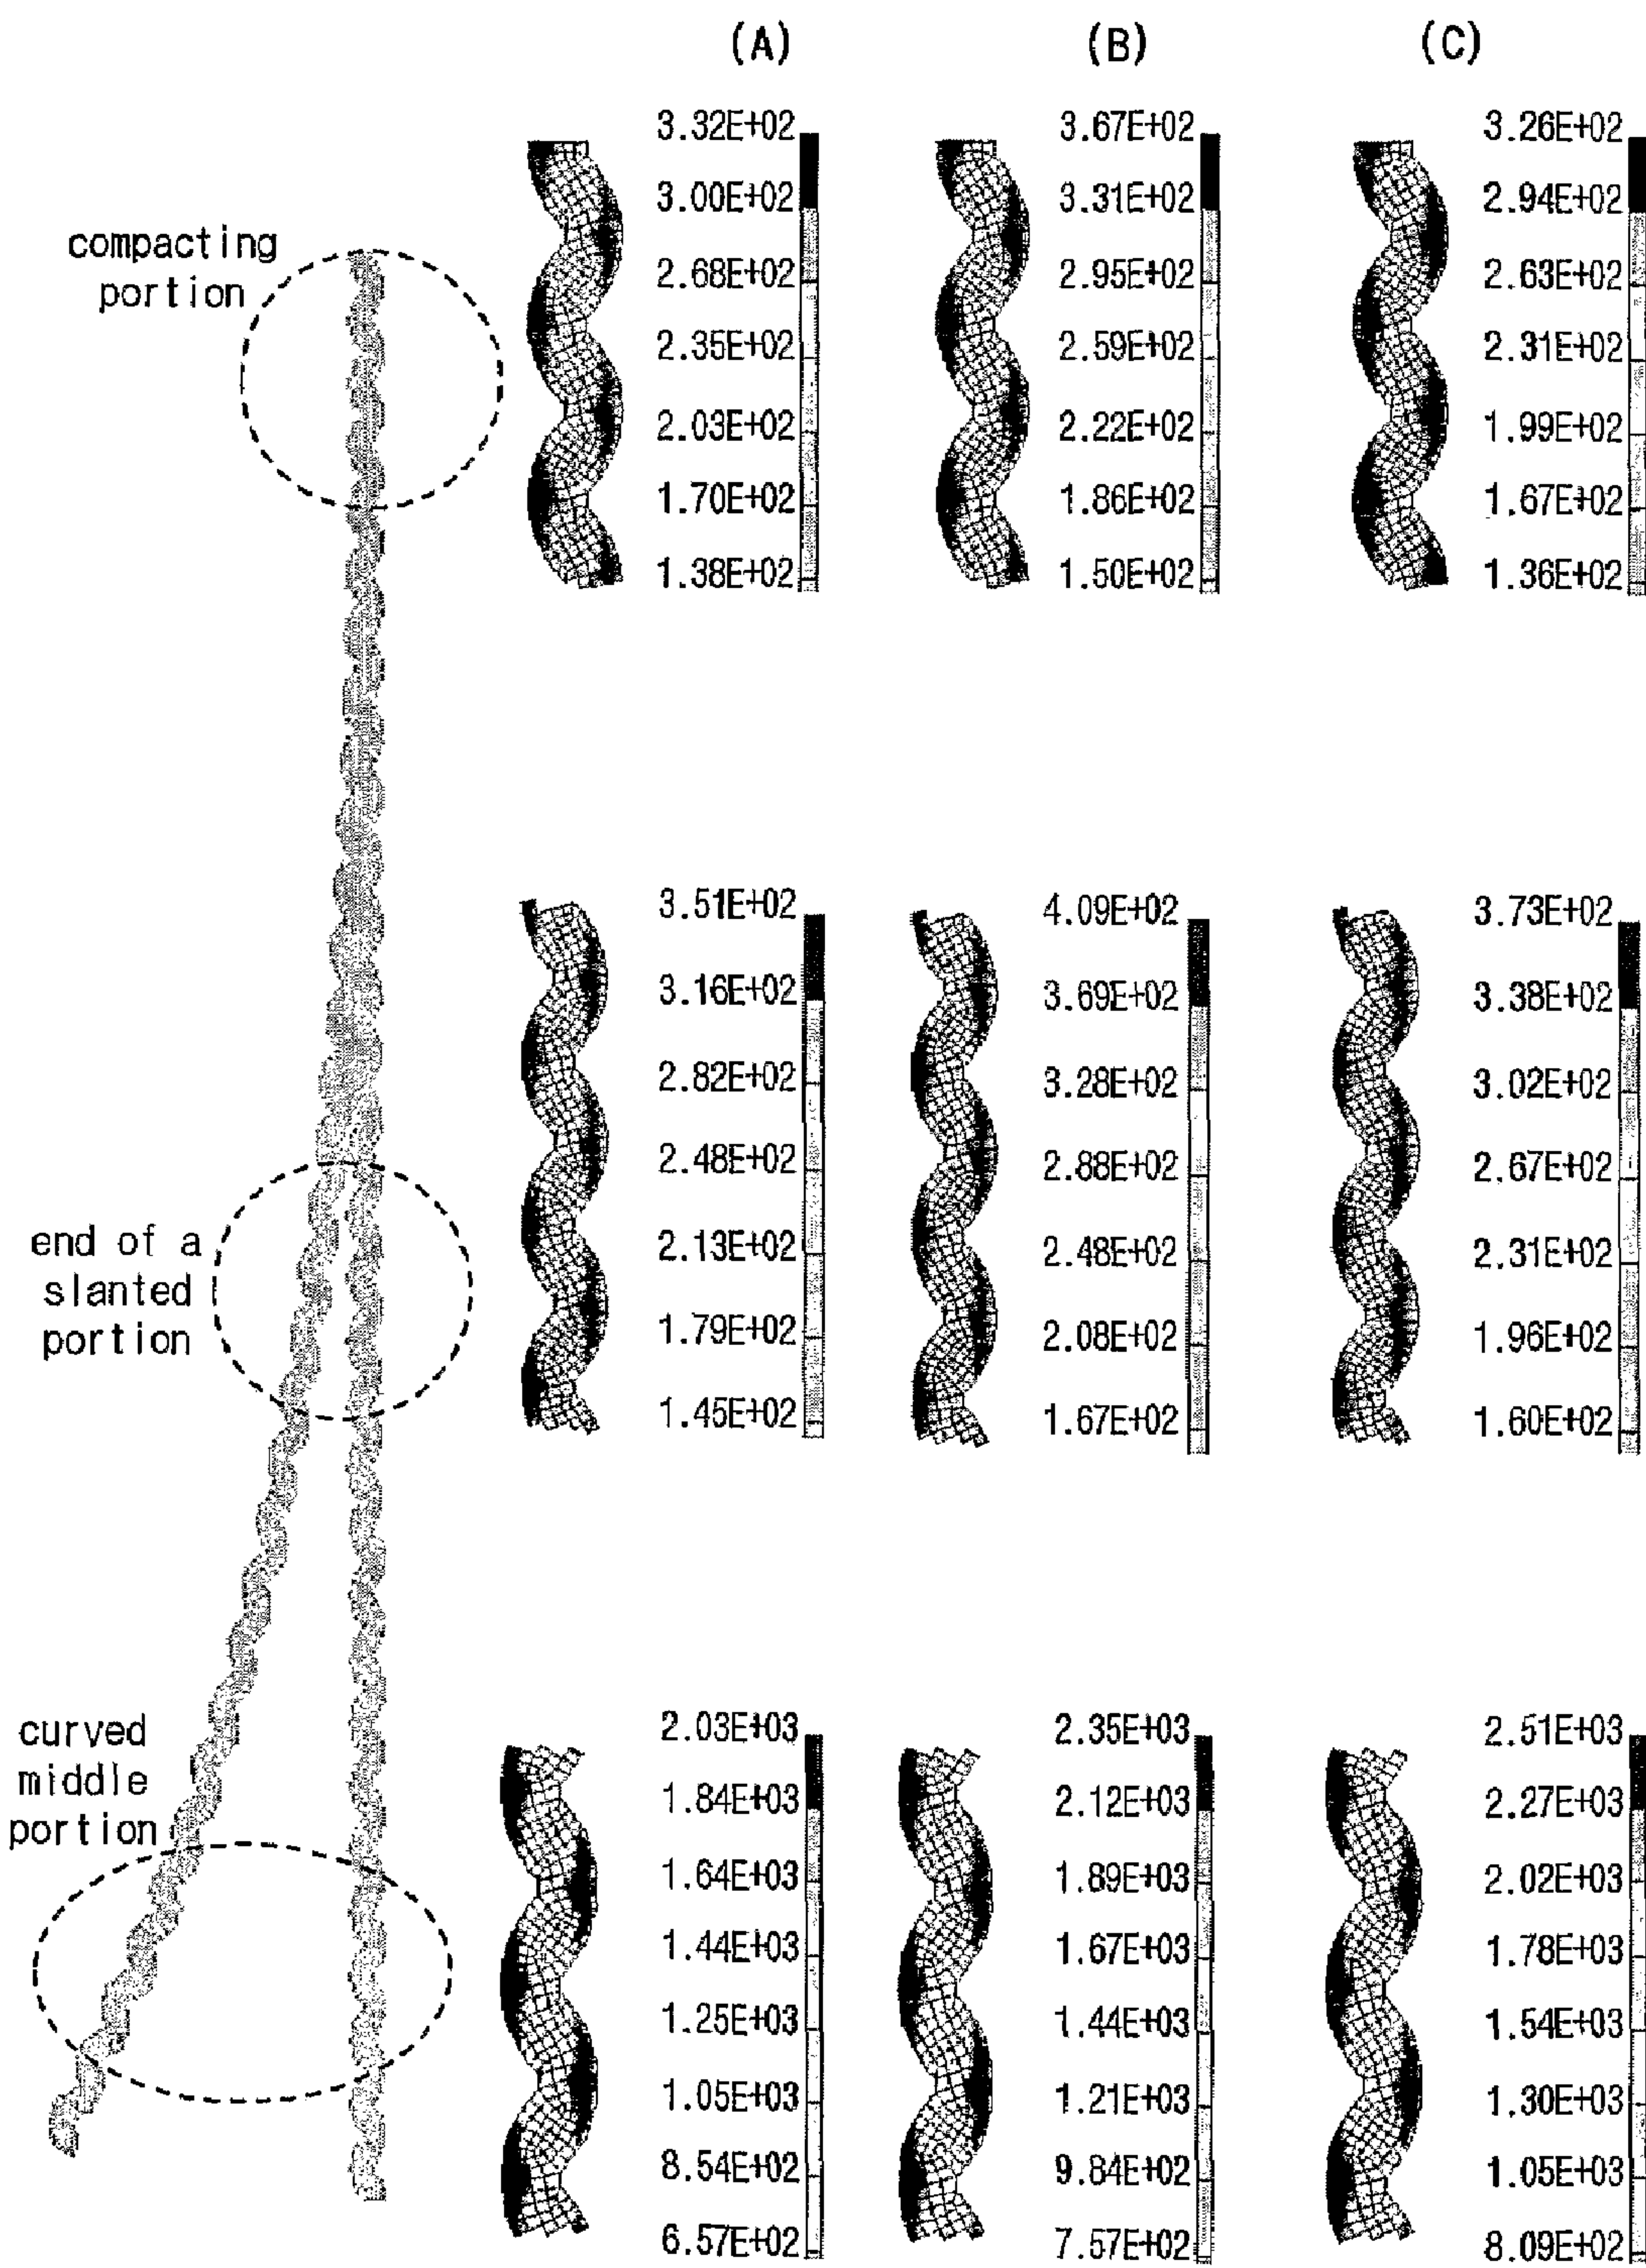 (A)
(B)
(C)
compacting
portion
3.32E+02
3.00E+02
2.68E+02
2.35E+02
2.03E+02
1.70E+02
1.38E+02
3.67E+02
3.31E+02
2.95E+02
2.59E+02
2.22E+02
1.86E+02
1.50E+02
3.26E+02
2.94E+02
2.63E+02
2.31E+02
1.99E+02
1.67E+02
1.36E+02
end of a
slanted
portion
3.51E+02
3.16E+02
2.82E+02
2.48E+02
2.13E+02
1.79E+02
1.45E+02
4.09E+02
3.69E+02
3.28E+02
2.88E+02
2.48E+02
2.08E+02
1.67E+02
3.73E+02
3.38E+02
3.02E+02
2.67E+02
2.31E+02
1.96E+02
1.60E+02
curved
middle
portion
2.03E+03
1.84E+03
1.64E+03
1.44E+03
1.25E+03
1.05E+03
8.54E+02
6.57E+02
2.35E+03
2.12E+03
1.89E+03
1.67E+03
1.44E+03
1.21E+03
9.84E+02
7.57E+02
2.51E+03
2.27E+03
2.02E+03
1.78E+03
1.54E+03
1.30E+03
1.05E+03
8.09E+02